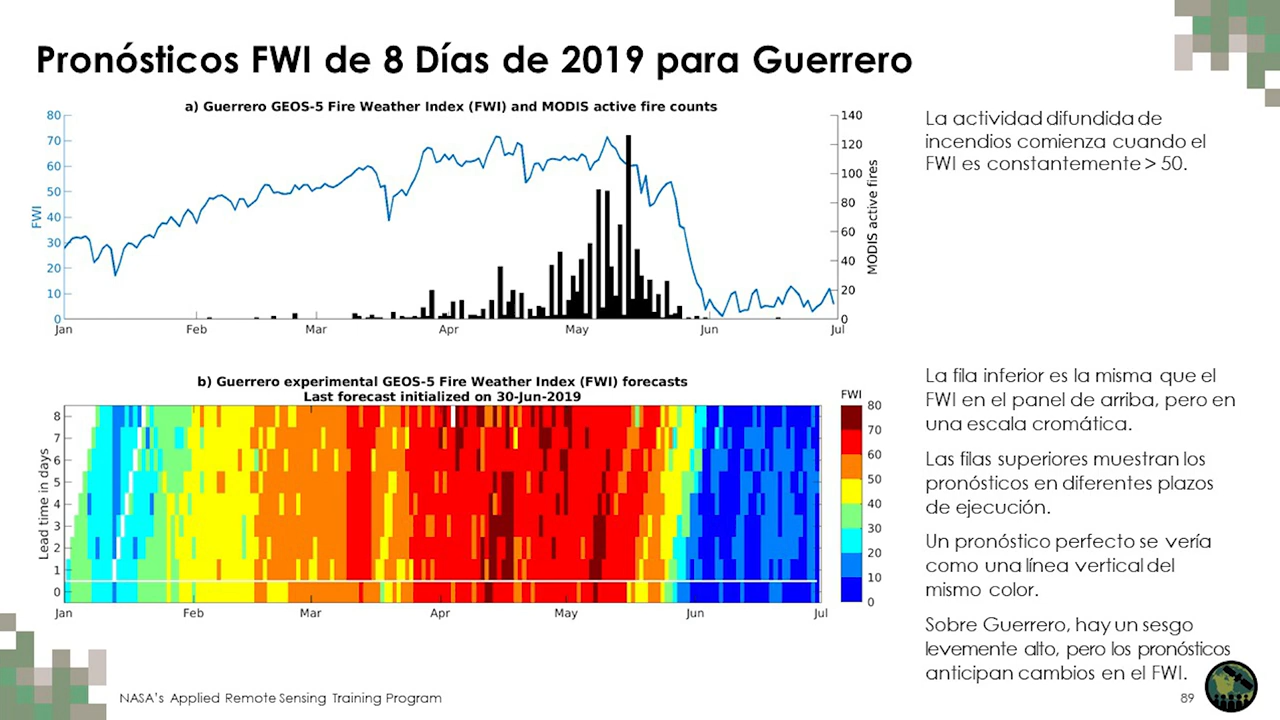 Pronósticos FWI de 8 Días de 2019 para Guerrero
a) Guerrero GEOS-5 Fire Weather Index (FWI) and MODIS active fire counts
80
70
60
50
40
30
20
10
0
FWI
140
120
100
80
60
40
20
0
MODIS active fires
Jan Feb Mar Apr May Jun Jul
La actividad difundida de
incendios comienza cuando el
FWI es constantemente > 50.
b) Guerrero experimental GEOS-5 Fire Weather Index (FWI) forecasts
Last forecast initialized on 30-Jun-2019
8
7
6
5
4
3
2
1
0
Lead time in days
Jan Feb Mar Apr May Jun Jul
FWI
80
70
60
50
40
30
20
10
0
La fila inferior es la misma que el
FWI en el panel de arriba, pero en
una escala cromática.
Las filas superiores muestran los
pronósticos en diferentes plazos
de ejecución.
Un pronóstico perfecto se vería
como una línea vertical del
mismo color.
Sobre Guerrero, hay un sesgo
levemente alto, pero los pronósticos
anticipan cambios en el FWI.
NASA's Applied Remote Sensing Training Program
89